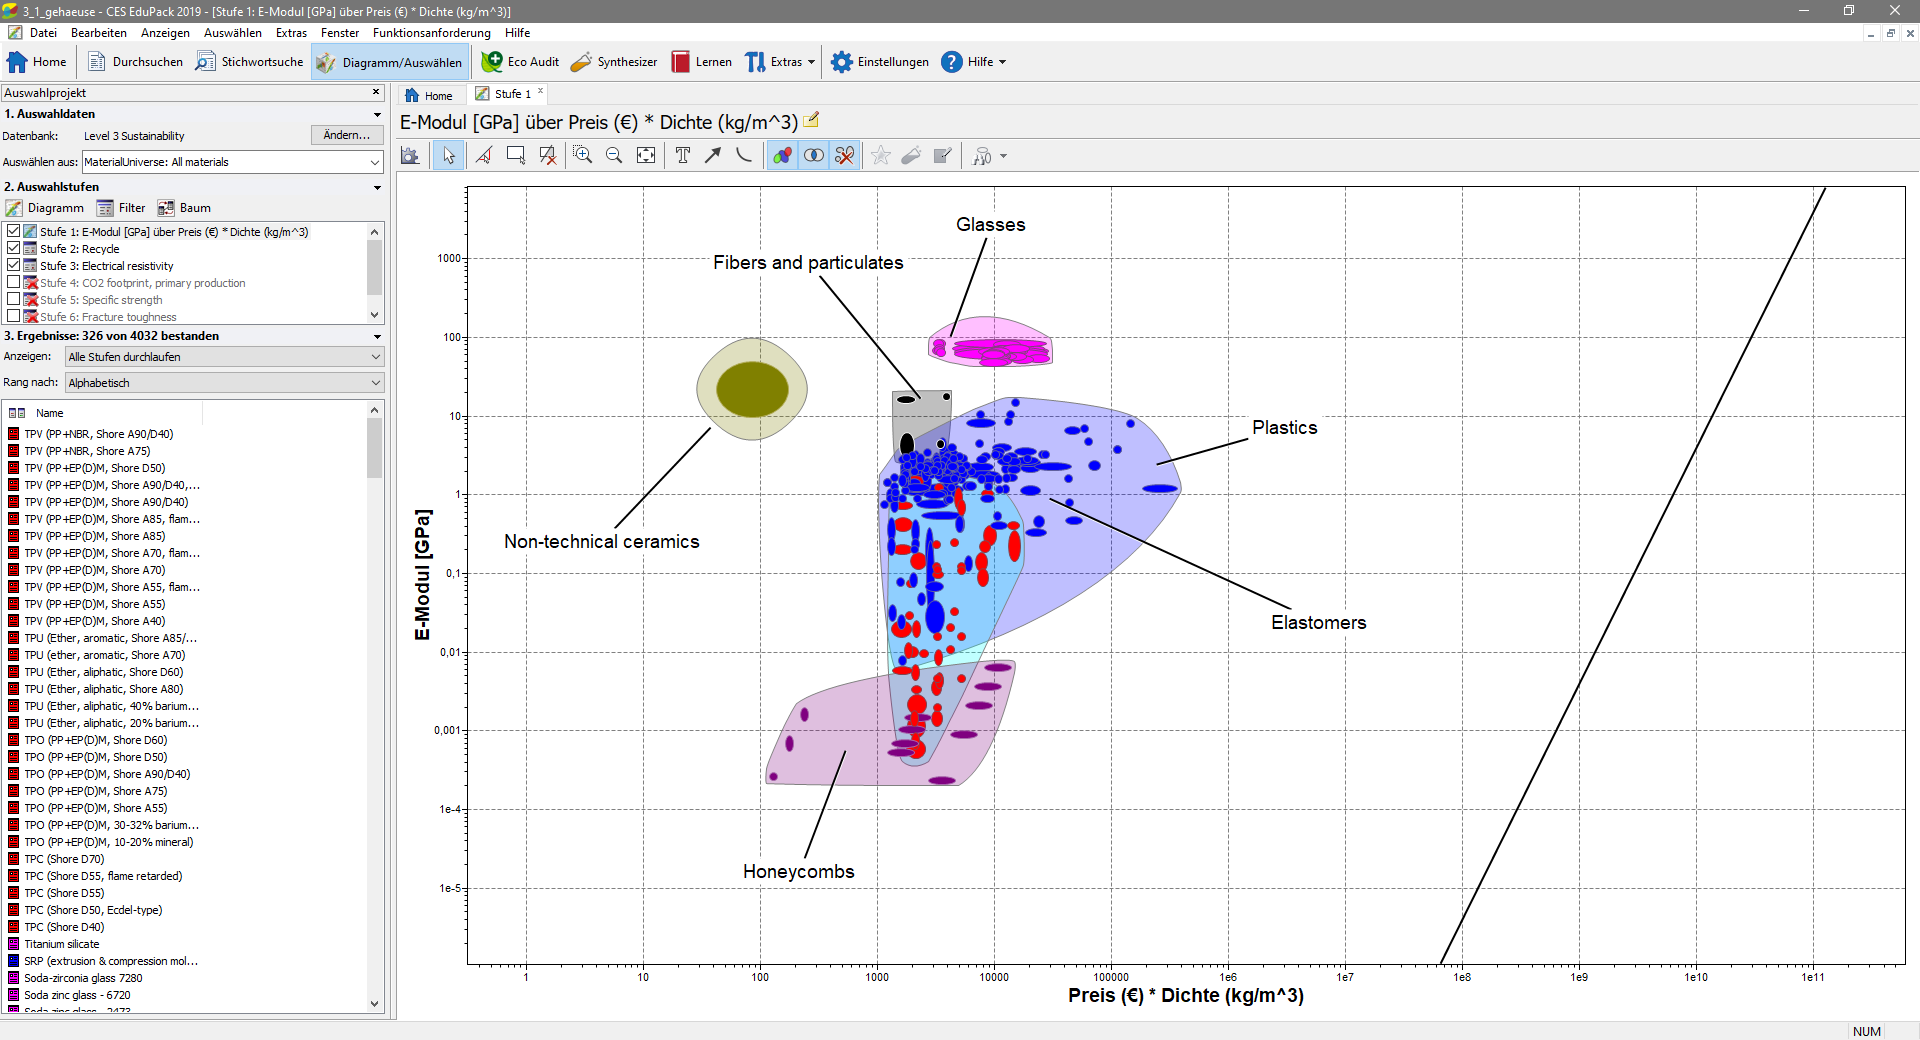 3_1_gehaeuse - CES EduPack 2019 - [Stufe 1: E-Modul [GPa] über Preis (€) * Dichte (kg/m^3)]
Datei Bearbeiten Anzeigen Auswählen Extras Fenster Funktionsanforderung Hilfe
Home Durchsuchen Stichwortsuche Diagramm/Auswählen Eco Audit Synthesizer Lernen Extras Einstellungen Hilfe
Auswahlprojekt
1. Auswahldaten
Datenbank: Level 3 Sustainability Ändern...
Auswählen aus: MaterialUniverse: All materials
2. Auswahlstufen
Diagramm Filter Baum
Stufe 1: E-Modul [GPa] über Preis (€) * Dichte (kg/m^3)
Stufe 2: Recycle
Stufe 3: Electrical resistivity
Stufe 4: CO2 footprint, primary production
Stufe 5: Specific strength
Stufe 6: Fracture toughness
3. Ergebnisse: 326 von 4032 bestanden
Anzeigen: Alle Stufen durchlaufen
Rang nach: Alphabetisch
Name
TPV (PP+NBR, Shore A90/D40)
TPV (PP+NBR, Shore A75)
TPV (PP+EP(D)M, Shore D50)
TPV (PP+EP(D)M, Shore A90/D40,...
TPV (PP+EP(D)M, Shore A90/D40)
TPV (PP+EP(D)M, Shore A85, flam...
TPV (PP+EP(D)M, Shore A85)
TPV (PP+EP(D)M, Shore A70, flam...
TPV (PP+EP(D)M, Shore A70)
TPV (PP+EP(D)M, Shore A55, flam...
TPV (PP+EP(D)M, Shore A55)
TPV (PP+EP(D)M, Shore A40)
TPU (Ether, aromatic, Shore A85/...
TPU (ether, aromatic, Shore A70)
TPU (Ether, aliphatic, Shore D60)
TPU (Ether, aliphatic, Shore A80)
TPU (Ether, aliphatic, 40% barium...
TPU (Ether, aliphatic, 20% barium...
TPO (PP+EP(D)M, Shore D60)
TPO (PP+EP(D)M, Shore D50)
TPO (PP+EP(D)M, Shore A90/D40)
TPO (PP+EP(D)M, Shore A75)
TPO (PP+EP(D)M, Shore A55)
TPO (PP+EP(D)M, 30-32% barium...
TPO (PP+EP(D)M, 10-20% mineral)
TPC (Shore D70)
TPC (Shore D55, flame retarded)
TPC (Shore D55)
TPC (Shore D50, Ecdel-type)
TPC (Shore D40)
Titanium silicate
SRP (extrusion & compression mol...
Soda-zirconia glass 7280
Soda zinc glass - 6720
Soda zinc glass - 2473
Home Stufe 1
E-Modul [GPa] über Preis (€) * Dichte (kg/m^3)
Glasses
Fibers and particulates
Plastics
Non-technical ceramics
Elastomers
Honeycombs
E-Modul [GPa]
1000
100
10
1
0,1
0,01
0,001
1e-4
1e-5
1 10 100 1000 10000 100000 1e6 1e7 1e8 1e9 1e10 1e11
Preis (€) * Dichte (kg/m^3)
NUM